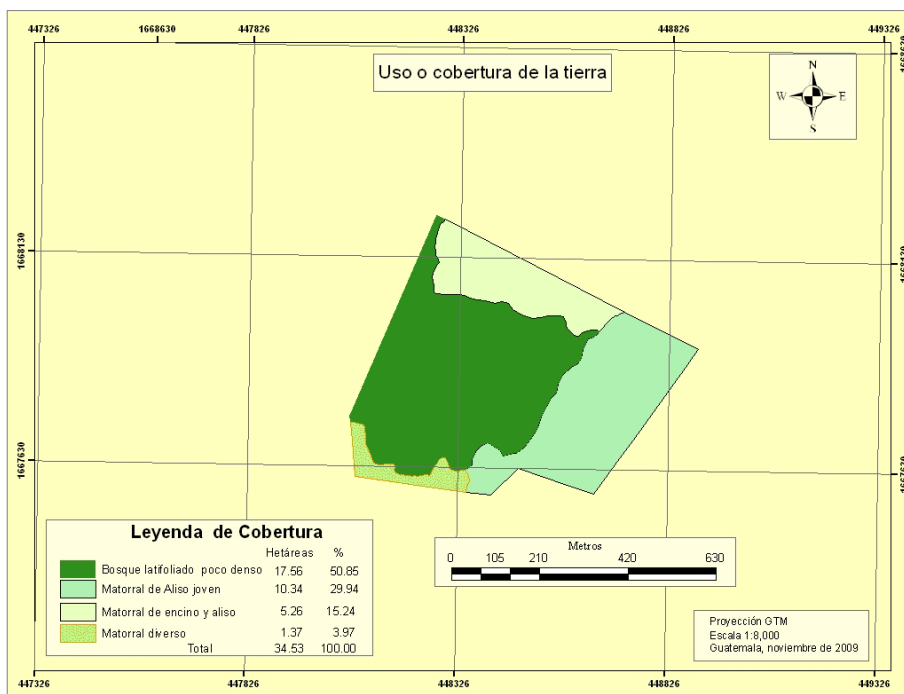 447326 1668630 447826 448326 448826 449326
Uso o cobertura de la tierra
1668630
N
W E
S
1668130 1668130
1667630 1667630
Leyenda de Cobertura
Hetáreas %
Bosque latifoliado poco denso 17.56 50.85
Matorral de Aliso joven 10.34 29.94
Matorral de encino y aliso 5.26 15.24
Matorral diverso 1.37 3.97
Total 34.53 100.00
Metros
0 105 210 420 630
Proyección GTM
Escala 1:8,000
Guatemala, noviembre de 2009
447326 447826 448326 448826 449326